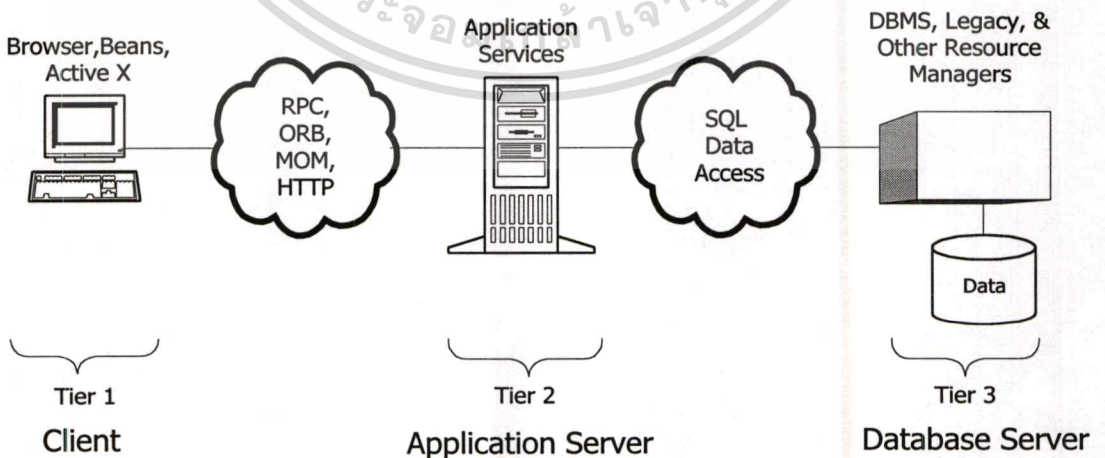 Browser,Beans,
Active X
RPC,
ORB,
MOM,
HTTP
Application
Services
SQL
Data
Access
DBMS, Legacy, &
Other Resource
Managers
Data
Tier 1
Client
Tier 2
Application Server
Tier 3
Database Server